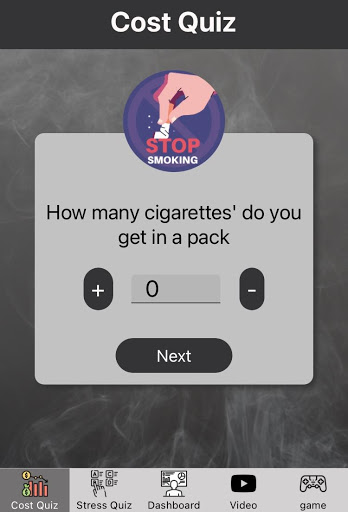 Cost Quiz
STOP
SMOKING
How many cigarettes' do you
get in a pack
+ 0 -
Next
Cost Quiz Stress Quiz Dashboard Video game